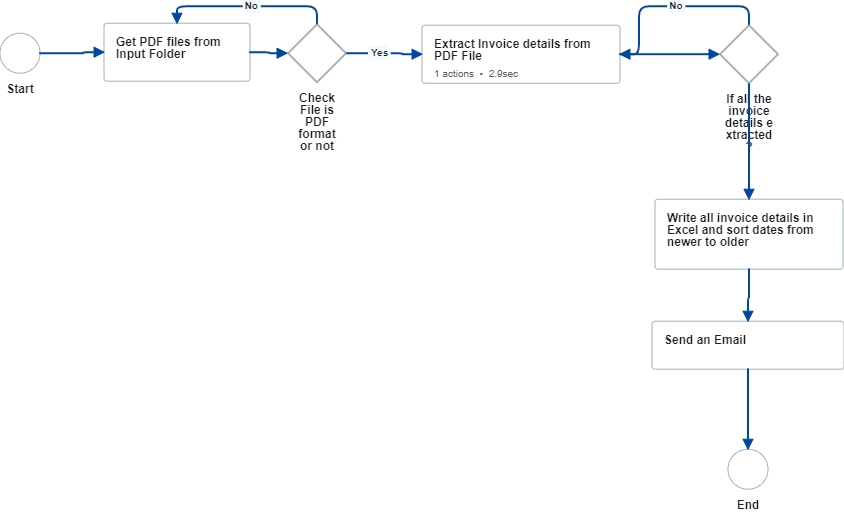 No
No
Get PDF files from
Input Folder
Yes
Extract Invoice details from
PDF File
1 actions • 2.9sec
Start
Check
File is
PDF
format
or not
If all the
invoice
details e
xtracted
?
Write all invoice details in
Excel and sort dates from
newer to older
Send an Email
End